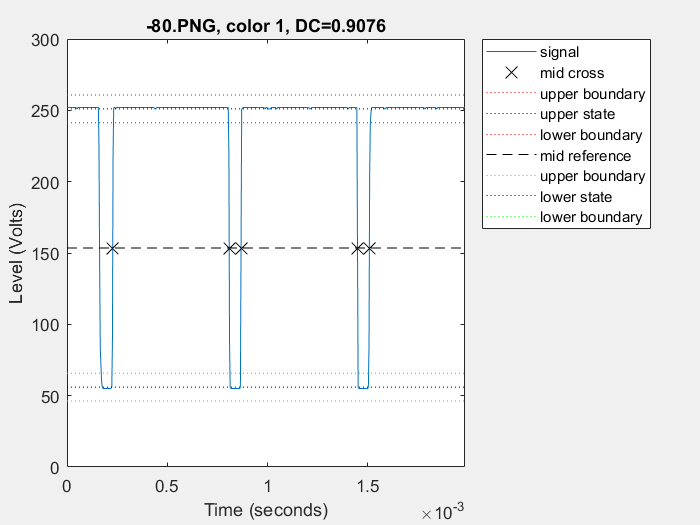 -80.PNG, color 1, DC=0.9076
300
250
200
150
100
50
0
Level (Volts)
0 0.5 1 1.5
Time (seconds)
×10-3
signal
mid cross
upper boundary
upper state
lower boundary
mid reference
upper boundary
lower state
lower boundary